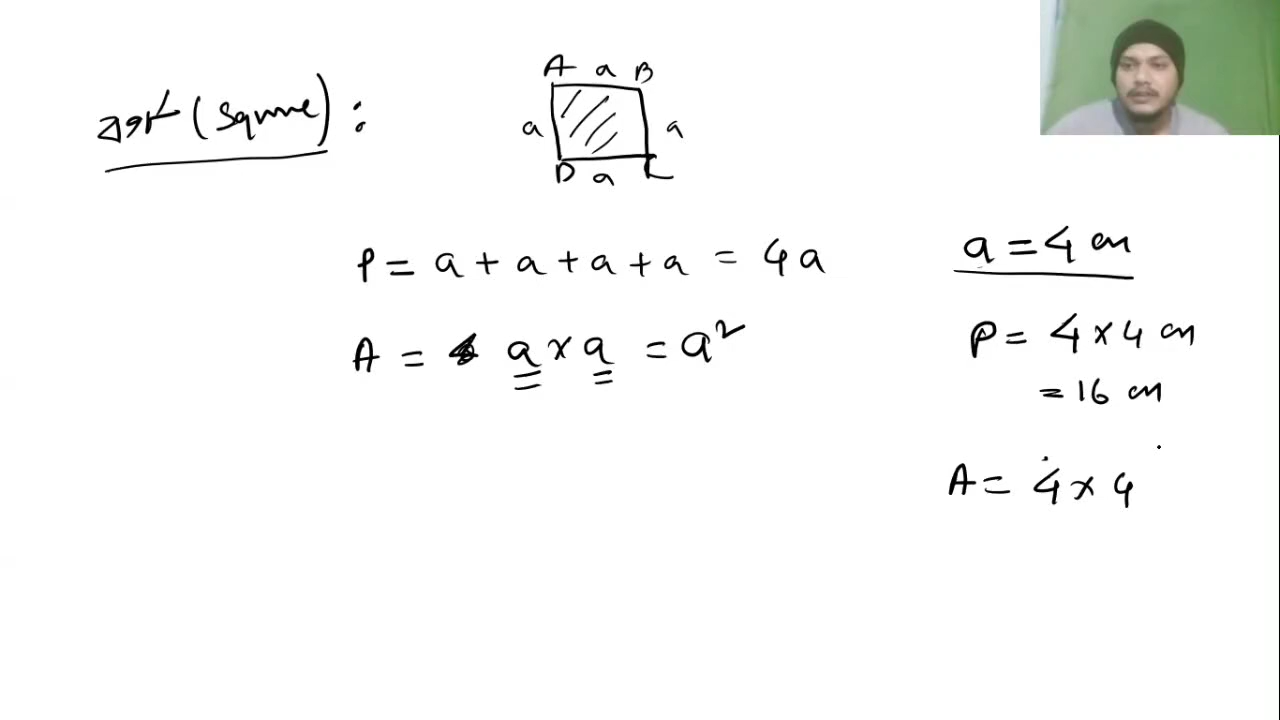 বর্গ (Square) :
A a B
a a
D a C
P = a + a + a + a = 4a
A = a × a = a²
a = 4 cm
P = 4 × 4 cm
= 16 cm
A = 4 × 4